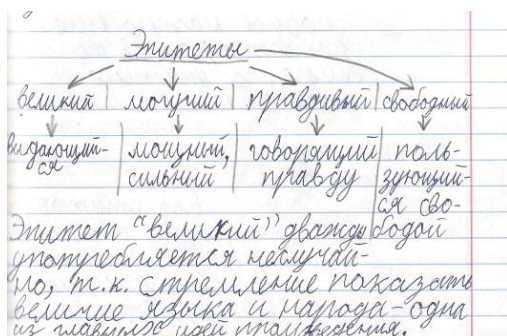 Эпитеты
великий | могучий | правдивый | свободный
выдающий- | мощный, | говорящий | поль-
ся | сильный | правду | зующий-
ся сво-
Эпитет "великий" дважды бодой
употребляется неслучай-
но, т.к. стремление показать
величие языка и народа - одна
из главных идей произведения.